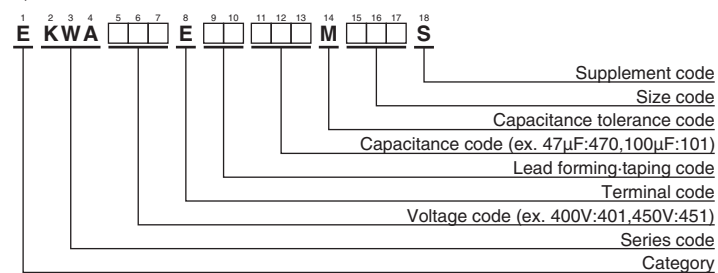 1 2 3 4 5 6 7 8 9 10 11 12 13 14 15 16 17 18
E KWA E M S
Supplement code
Size code
Capacitance tolerance code
Capacitance code (ex. 47μF:470,100μF:101)
Lead forming·taping code
Terminal code
Voltage code (ex. 400V:401,450V:451)
Series code
Category